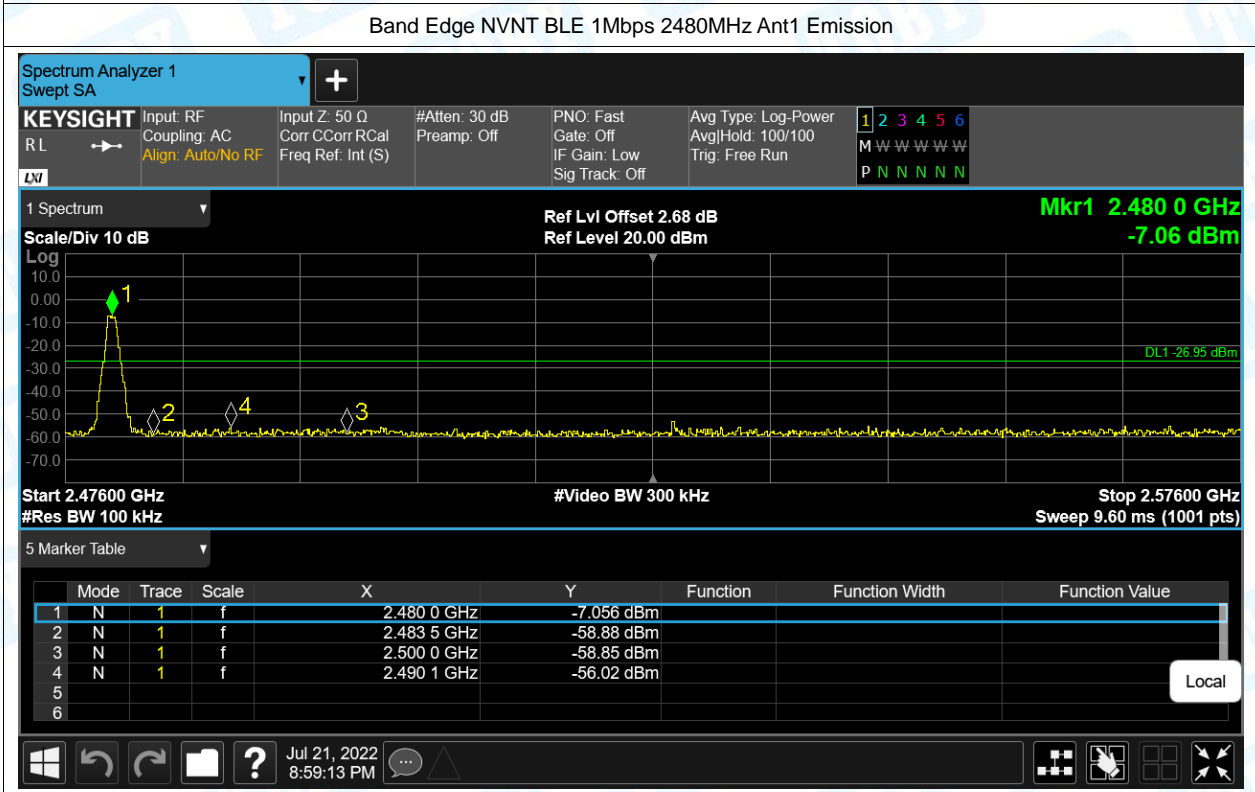 Band Edge NVNT BLE 1Mbps 2480MHz Ant1 Emission
Spectrum Analyzer 1
Swept SA
KEYSIGHT Input: RF Input Z: 50 Ω #Atten: 30 dB PNO: Fast Avg Type: Log-Power 1 2 3 4 5 6
R L Coupling: AC Corr CCorr RCal Preamp: Off Gate: Off Avg|Hold: 100/100 M W W W W W
Align: Auto/No RF Freq Ref: Int (S) IF Gain: Low Trig: Free Run
LXI Sig Track: Off P N N N N N
1 Spectrum Ref Lvl Offset 2.68 dB Mkr1 2.480 0 GHz
Scale/Div 10 dB Ref Level 20.00 dBm -7.06 dBm
Log
10.0
1
0.00
-10.0
-20.0
DL1 -26.95 dBm
-30.0
-40.0
-50.0 2 4 3
-60.0
-70.0
Start 2.47600 GHz #Video BW 300 kHz Stop 2.57600 GHz
#Res BW 100 kHz Sweep 9.60 ms (1001 pts)
5 Marker Table
Mode Trace Scale X Y Function Function Width Function Value
1 N 1 f 2.480 0 GHz -7.056 dBm
2 N 1 f 2.483 5 GHz -58.88 dBm
3 N 1 f 2.500 0 GHz -58.85 dBm
4 N 1 f 2.490 1 GHz -56.02 dBm
5
6
Local
? Jul 21, 2022
8:59:13 PM